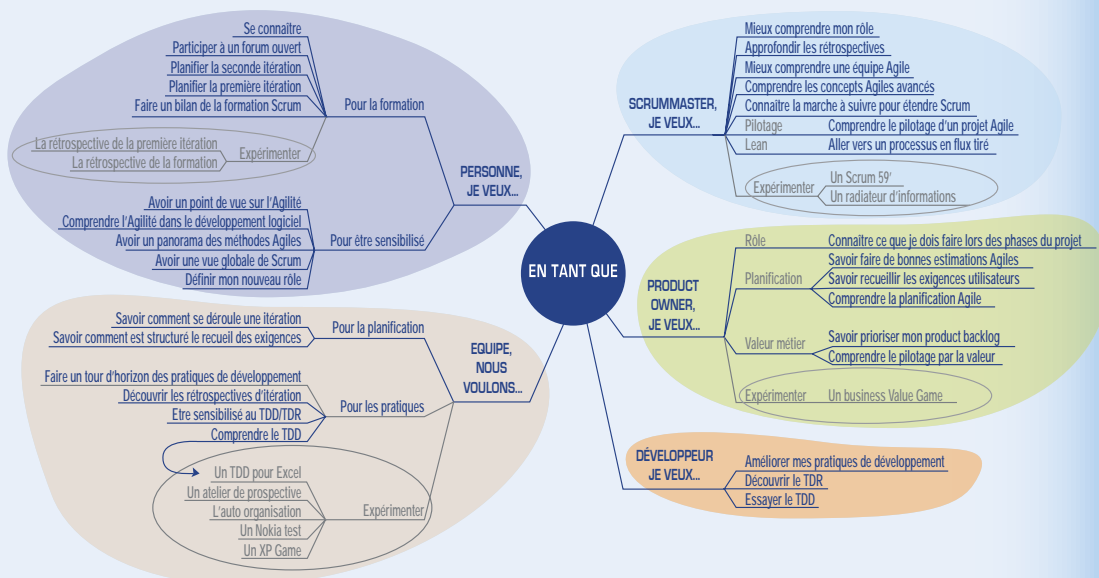 Se connaître
Participer à un forum ouvert
Planifier la seconde itération
Planifier la première itération
Faire un bilan de la formation Scrum
Pour la formation
La rétrospective de la première itération
La rétrospective de la formation
Expérimenter
PERSONNE,
JE VEUX...
Avoir un point de vue sur l'Agilité
Comprendre l'Agilité dans le développement logiciel
Avoir un panorama des méthodes Agiles
Avoir une vue globale de Scrum
Définir mon nouveau rôle
Pour être sensibilisé
Savoir comment se déroule une itération
Savoir comment est structuré le recueil des exigences
Pour la planification
EQUIPE,
NOUS
VOULONS...
Faire un tour d'horizon des pratiques de développement
Découvrir les rétrospectives d'itération
Etre sensibilisé au TDD/TDR
Comprendre le TDD
Pour les pratiques
Un TDD pour Excel
Un atelier de prospective
L'auto organisation
Un Nokia test
Un XP Game
Expérimenter
EN TANT QUE
SCRUMMASTER,
JE VEUX...
Mieux comprendre mon rôle
Approfondir les rétrospectives
Mieux comprendre une équipe Agile
Comprendre les concepts Agiles avancés
Connaître la marche à suivre pour étendre Scrum
Pilotage Comprendre le pilotage d'un projet Agile
Lean Aller vers un processus en flux tiré
Expérimenter
Un Scrum 59'
Un radiateur d'informations
PRODUCT
OWNER,
JE VEUX...
Rôle Connaître ce que je dois faire lors des phases du projet
Planification
Savoir faire de bonnes estimations Agiles
Savoir recueillir les exigences utilisateurs
Comprendre la planification Agile
Valeur métier
Savoir prioriser mon product backlog
Comprendre le pilotage par la valeur
Expérimenter Un business Value Game
DÉVELOPPEUR
JE VEUX...
Améliorer mes pratiques de développement
Découvrir le TDR
Essayer le TDD